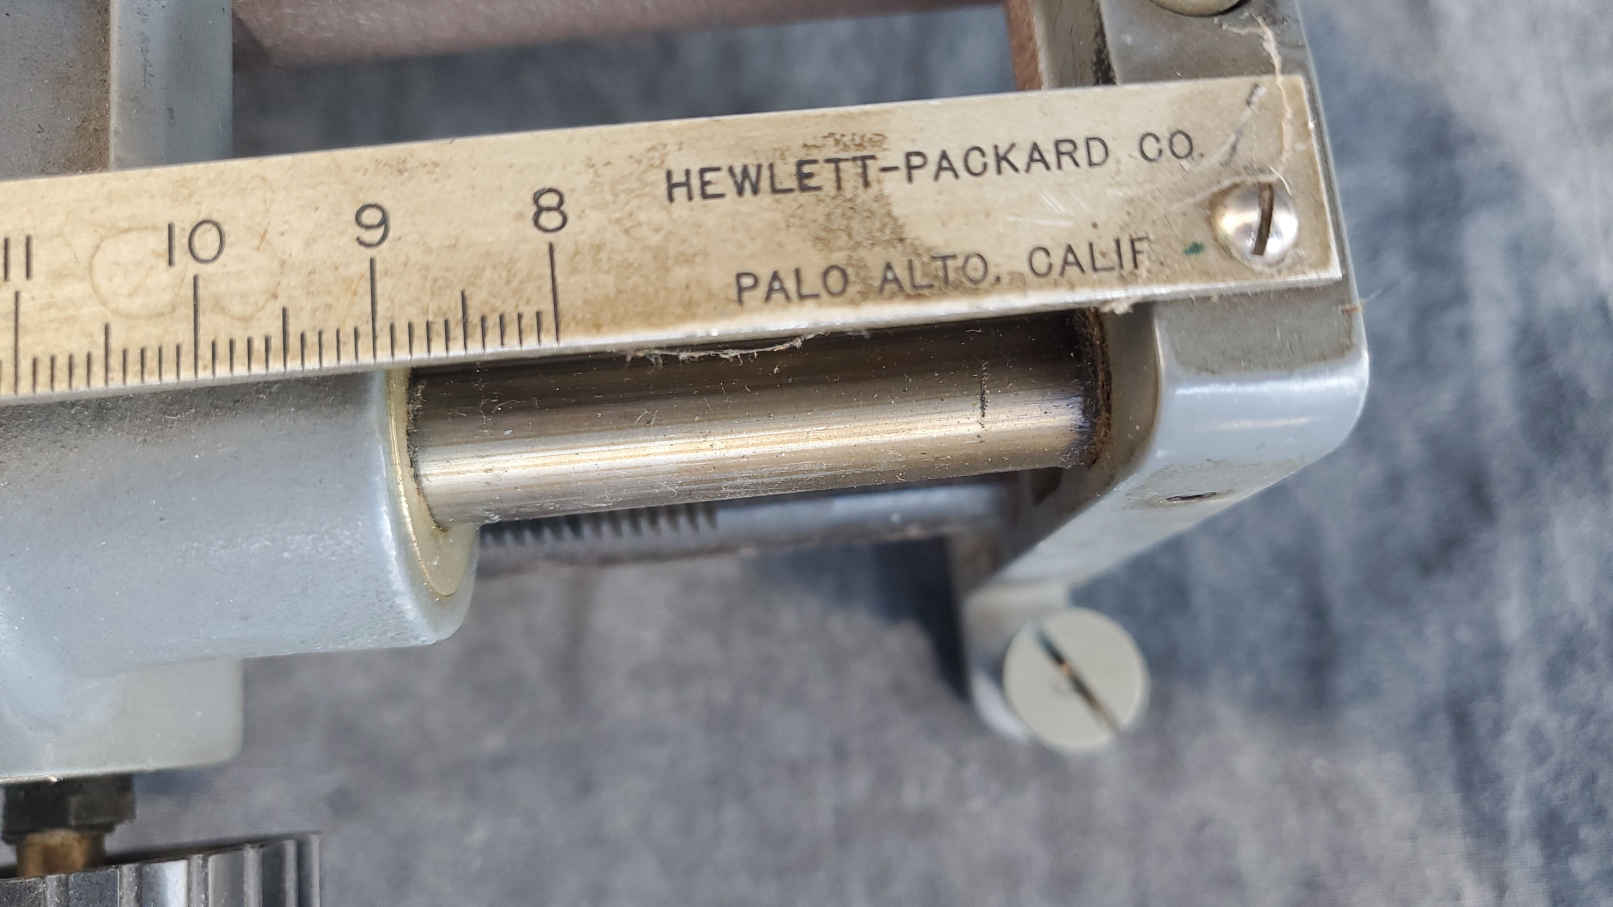 HEWLETT-PACKARD CO.
PALO ALTO, CALIF.
11 10 9 8